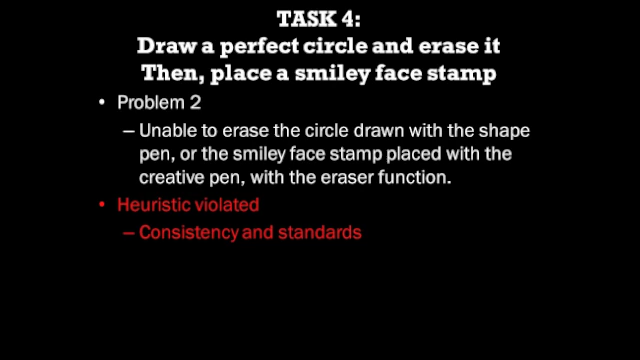 TASK 4:
Draw a perfect circle and erase it
Then, place a smiley face stamp
• Problem 2
– Unable to erase the circle drawn with the shape
pen, or the smiley face stamp placed with the
creative pen, with the eraser function.
• Heuristic violated
– Consistency and standards